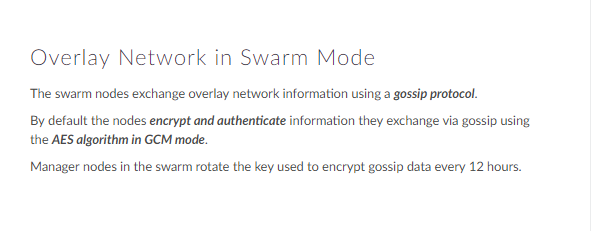 Overlay Network in Swarm Mode
The swarm nodes exchange overlay network information using a gossip protocol.
By default the nodes encrypt and authenticate information they exchange via gossip using
the AES algorithm in GCM mode.
Manager nodes in the swarm rotate the key used to encrypt gossip data every 12 hours.